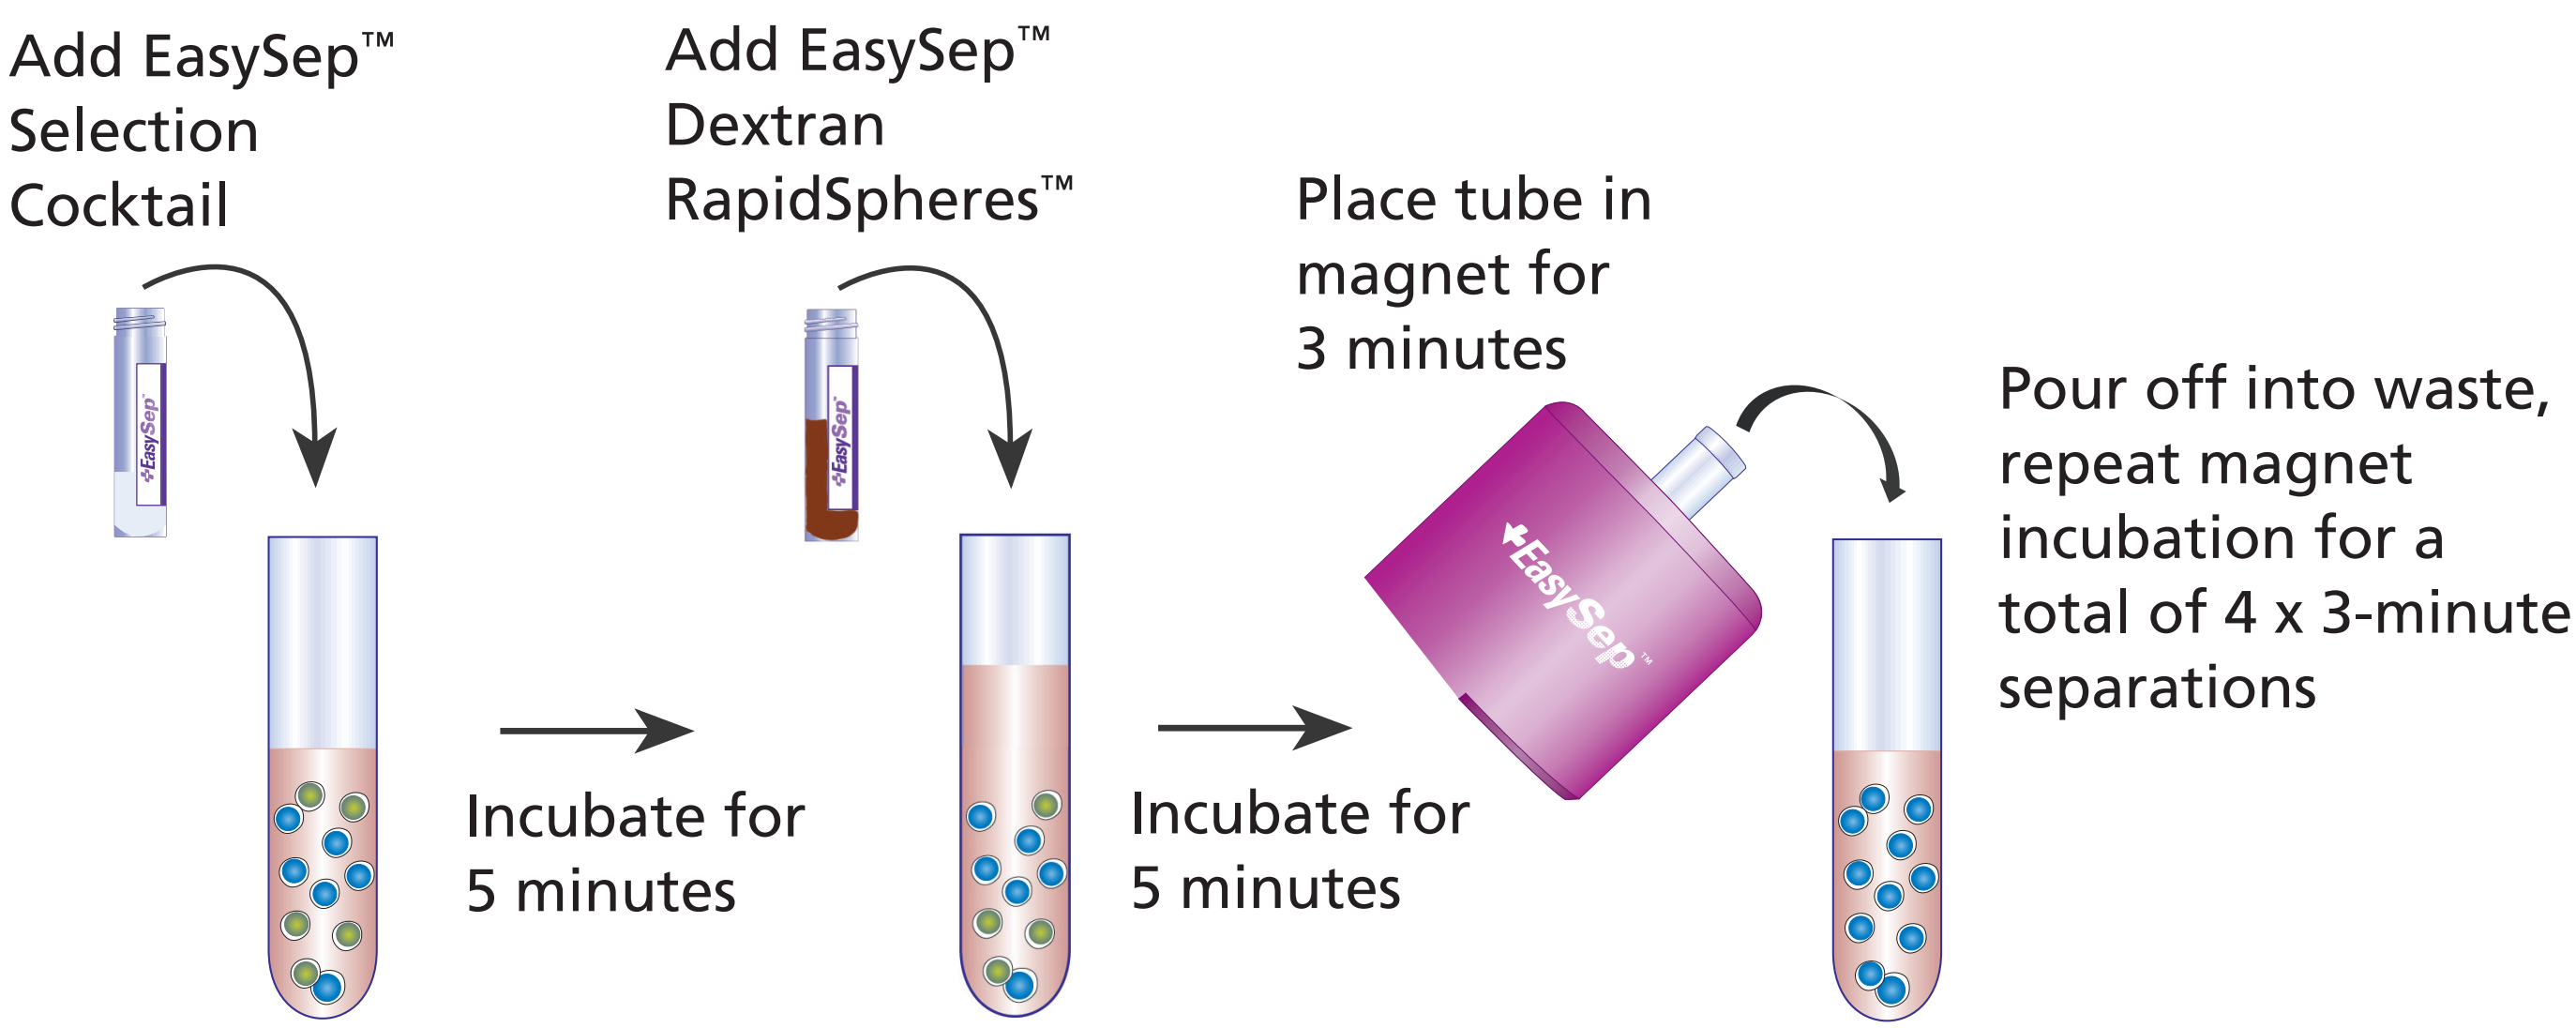 Add EasySep™
Selection
Cocktail
EasySep™
Incubate for
5 minutes
Add EasySep™
Dextran
RapidSpheres™
EasySep™
Incubate for
5 minutes
Place tube in
magnet for
3 minutes
EasySep™
Pour off into waste,
repeat magnet
incubation for a
total of 4 x 3-minute
separations